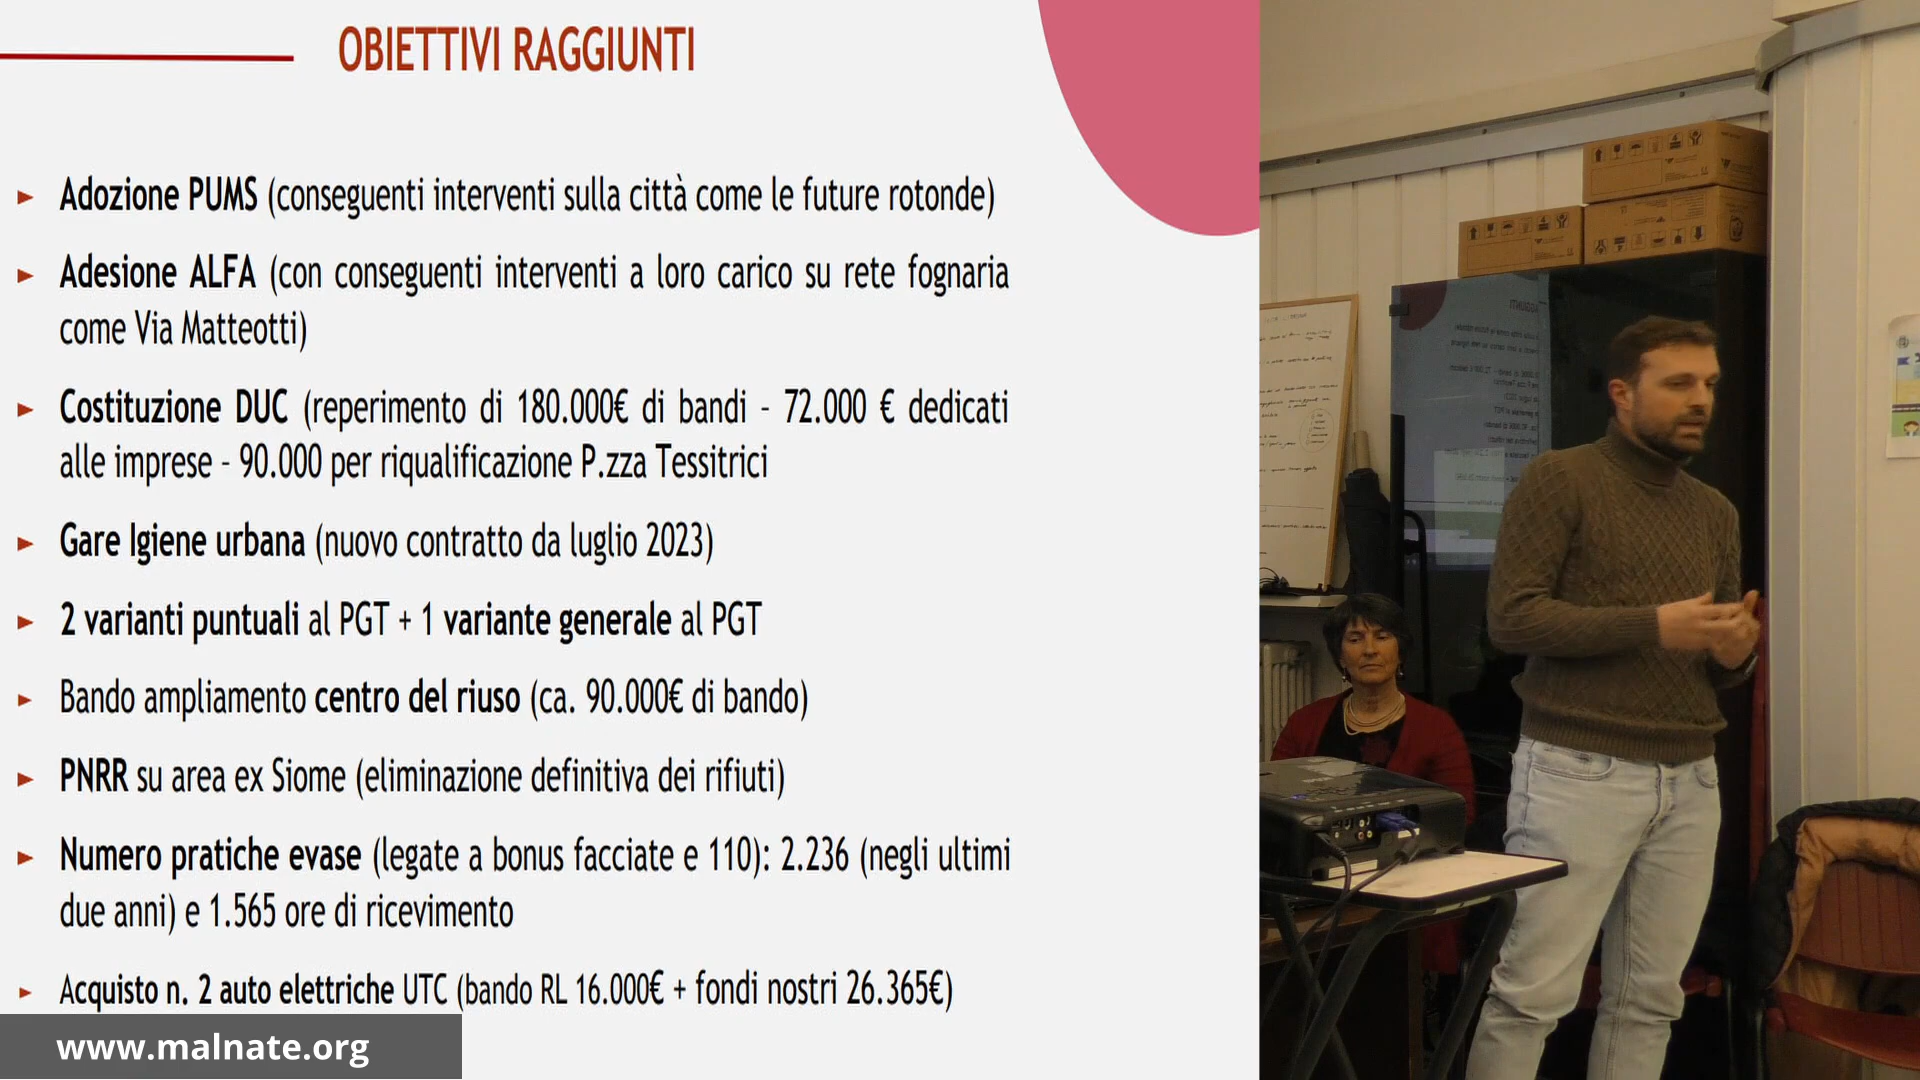 OBIETTIVI RAGGIUNTI
Adozione PUMS (conseguenti interventi sulla città come le future rotonde)
Adesione ALFA (con conseguenti interventi a loro carico su rete fognaria
come Via Matteotti)
Costituzione DUC (reperimento di 180.000€ di bandi - 72.000 € dedicati
alle imprese - 90.000 per riqualificazione P.zza Tessitrici
Gare Igiene urbana (nuovo contratto da luglio 2023)
2 varianti puntuali al PGT + 1 variante generale al PGT
Bando ampliamento centro del riuso (ca. 90.000€ di bando)
PNRR su area ex Siome (eliminazione definitiva dei rifiuti)
Numero pratiche evase (legate a bonus facciate e 110): 2.236 (negli ultimi
due anni) e 1.565 ore di ricevimento
Acquisto n. 2 auto elettriche UTC (bando RL 16.000€ + fondi nostri 26.365€)
www.malnate.org